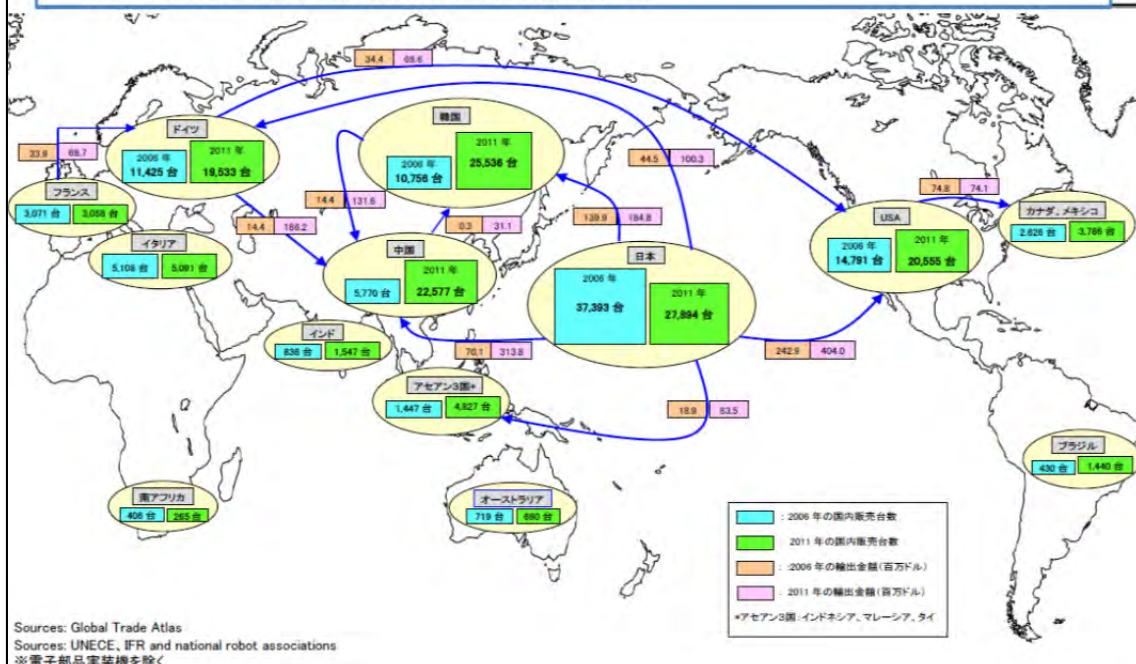 34.4 69.6
ドイツ
2006 年 2011 年
11,425 台 19,533 台
韓国
2006 年 2011 年
10,756 台 25,536 台
33.9 69.7
44.5 100.3
フランス
3,071 台 3,058 台
14.4 131.6
74.8 74.1
カナダ、メキシコ
2,626 台 3,786 台
USA
2006 年 2011 年
14,791 台 20,555 台
139.9 184.8
14.4 186.2
0.3 31.1
イタリア
5,108 台 5,091 台
中国
2011 年
5,770 台 22,577 台
日本
2006 年 2011 年
37,393 台 27,894 台
インド
836 台 1,547 台
70.1 313.8
242.9 404.0
アセアン3国*
1,447 台 4,827 台
18.9 83.5
ブラジル
430 台 1,440 台
南アフリカ
406 台 265 台
オーストラリア
719 台 680 台
: 2006 年の国内販売台数
2011 年の国内販売台数
: :2006 年の輸出金額(百万ドル)
: 2011 年の輸出金額(百万ドル)
*アセアン3国:インドネシア、マレーシア、タイ
Sources: Global Trade Atlas
Sources: UNECE、IFR and national robot associations
※電子部品実装機を除く